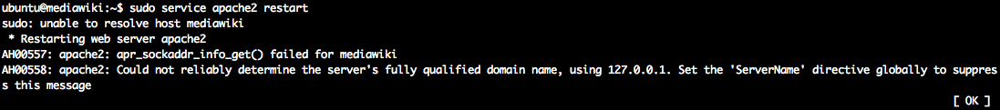 ubuntu@mediawiki:~$ sudo service apache2 restart
sudo: unable to resolve host mediawiki
 * Restarting web server apache2
AH00557: apache2: apr_sockaddr_info_get() failed for mediawiki
AH00558: apache2: Could not reliably determine the server's fully qualified domain name, using 127.0.0.1. Set the 'ServerName' directive globally to suppres
s this message
[ OK ]